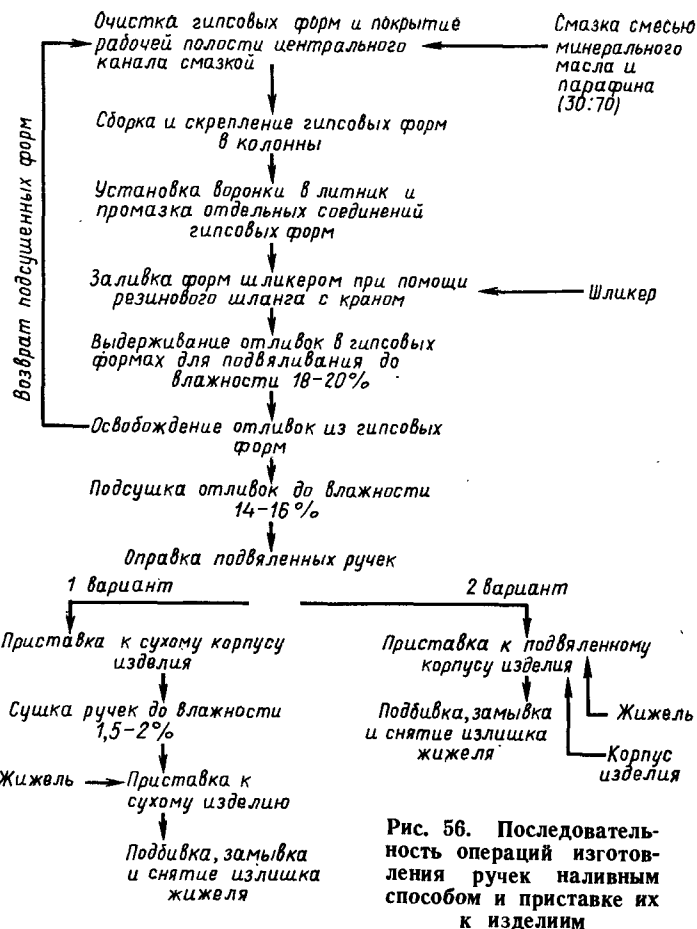 Очистка гипсовых форм и покрытие
рабочей полости центрального
канала смазкой
Смазка смесью
минерального
масла и
парафина
(30:70)
Сборка и скрепление гипсовых форм
в колонны
Установка воронки в литник и
промазка отдельных соединений
гипсовых форм
Заливка форм шликером при помощи
резинового шланга с краном
Шликер
Выдерживание отливок в гипсовых
формах для подвяливания до
влажности 18-20%
Возврат подсушенных форм
Освобождение отливок из гипсовых
форм
Подсушка отливок до влажности
14-16%
Оправка подвяленных ручек
1 вариант
2 вариант
Приставка к сухому корпусу
изделия
Сушка ручек до влажности
1,5-2%
Жижель
Приставка к
сухому изделию
Подбивка, замывка
и снятие излишка
жижеля
Приставка к подвяленному
корпусу изделия
Подбивка, замывка
и снятие излишка
жижеля
Жижель
Корпус
изделия
Рис. 56. Последователь-
ность операций изготов-
ления ручек наливным
способом и приставке их
к изделиим